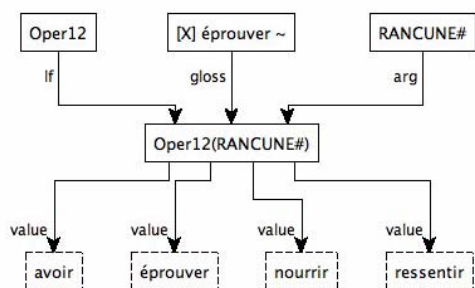 Oper12
[X] éprouver ~
RANCUNE#
lf
gloss
arg
Oper12(RANCUNE#)
value
value
value
value
avoir
éprouver
nourrir
ressentir